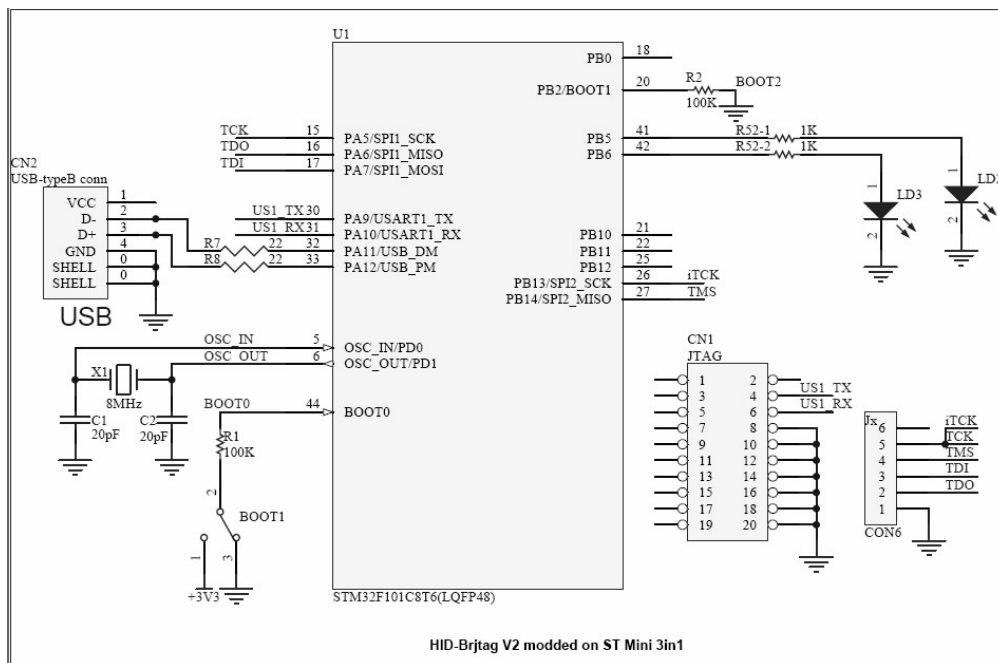 U1
PB0 18
PB2/BOOT1 20 R2 100K BOOT2
TCK 15 PA5/SPI1_SCK
TDO 16 PA6/SPI1_MISO
TDI 17 PA7/SPI1_MOSI
PB5 41 R52-1 1K
PB6 42 R52-2 1K
1 2 LD3
1 2
CN2
USB-typeB conn
VCC 1
D- 2
D+ 3
GND 4
SHELL 0
SHELL 0
USB
US1_TX 30 PA9/USART1_TX
US1_RX 31 PA10/USART1_RX
R7 22 32 PA11/USB_DM
R8 22 33 PA12/USB_PM
PB10 21
PB11 22
PB12 25
PB13/SPI2_SCK 26 iTCK
PB14/SPI2_MISO 27 TMS
OSC_IN 5 OSC_IN/PD0
OSC_OUT 6 OSC_OUT/PD1
X1
8MHz
C1
20pF
C2
20pF
BOOT0 44 BOOT0
R1
100K
2
BOOT1
1 3
+3V3
CN1
JTAG
1 2
3 4 US1_TX
5 6 US1_RX
7 8
9 10
11 12
13 14
15 16
17 18
19 20
Jx
6 iTCK
5 TCK
4 TMS
3 TDI
2 TDO
1
CON6
STM32F101C8T6(LQFP48)
HID-Brjtag V2 modded on ST Mini 3in1